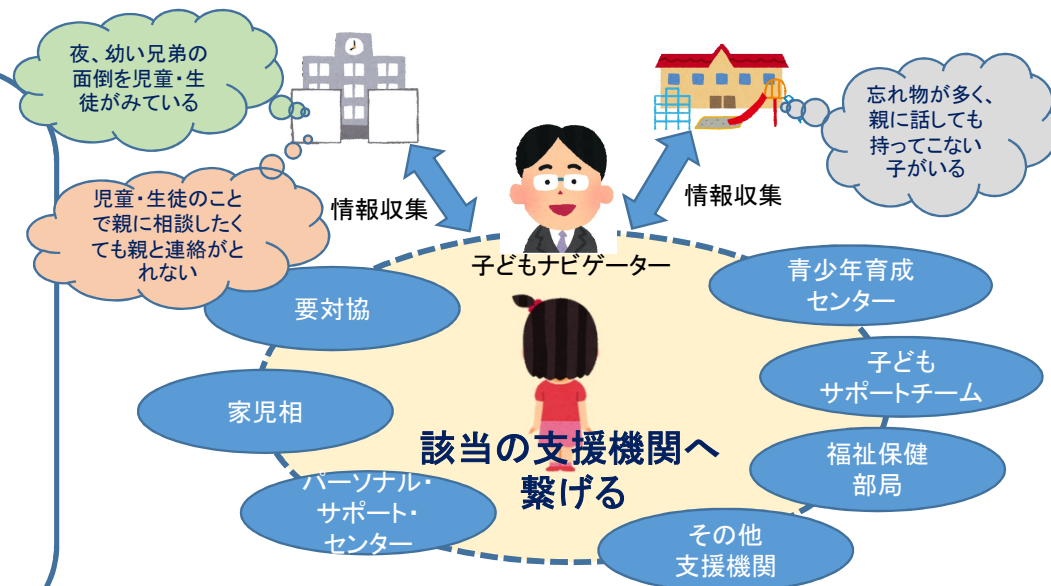 夜、幼い兄弟の
面倒を児童・生
徒がみている
忘れ物が多く、
親に話しても
持ってこない
子がいる
児童・生徒のこと
で親に相談したく
ても親と連絡がと
れない
情報収集
情報収集
子どもナビゲーター
要対協
青少年育成
センター
家児相
子ども
サポートチーム
該当の支援機関へ
繋げる
パーソナル・
サポート・
センター
福祉保健
部局
その他
支援機関